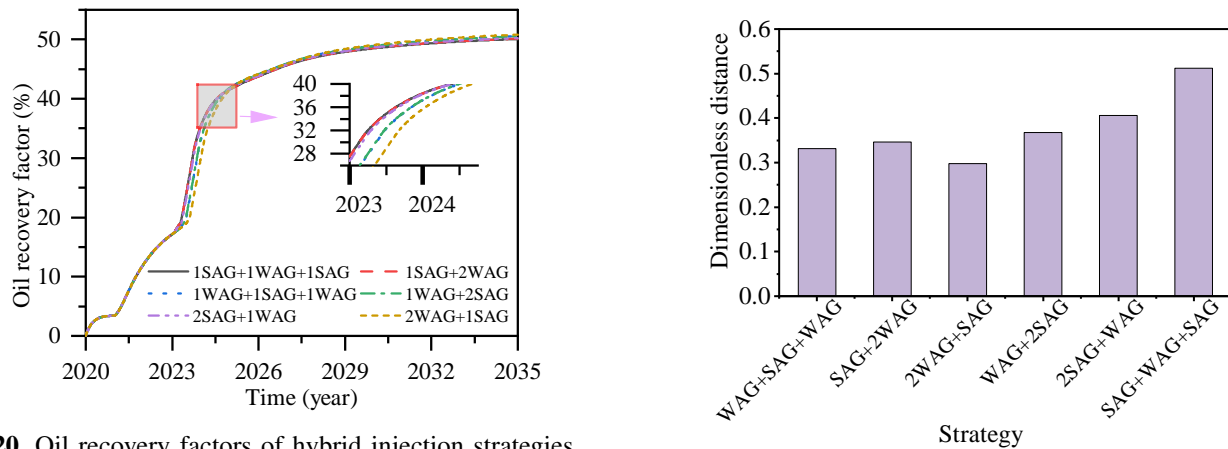 Oil recovery factor (%)
50
40
30
20
10
0
40
36
32
28
2023
2024
1SAG+1WAG+1SAG
1SAG+2WAG
1WAG+1SAG+1WAG
1WAG+2SAG
2SAG+1WAG
2WAG+1SAG
2020
2023
2026
2029
2032
2035
Time (year)
20. Oil recovery factors of hybrid injection strategies
Dimensionless distance
0.6
0.5
0.4
0.3
0.2
0.1
0.0
WAG+SAG+WAG
SAG+2WAG
2WAG+SAG
WAG+2SAG
2SAG+WAG
SAG+WAG+SAG
Strategy